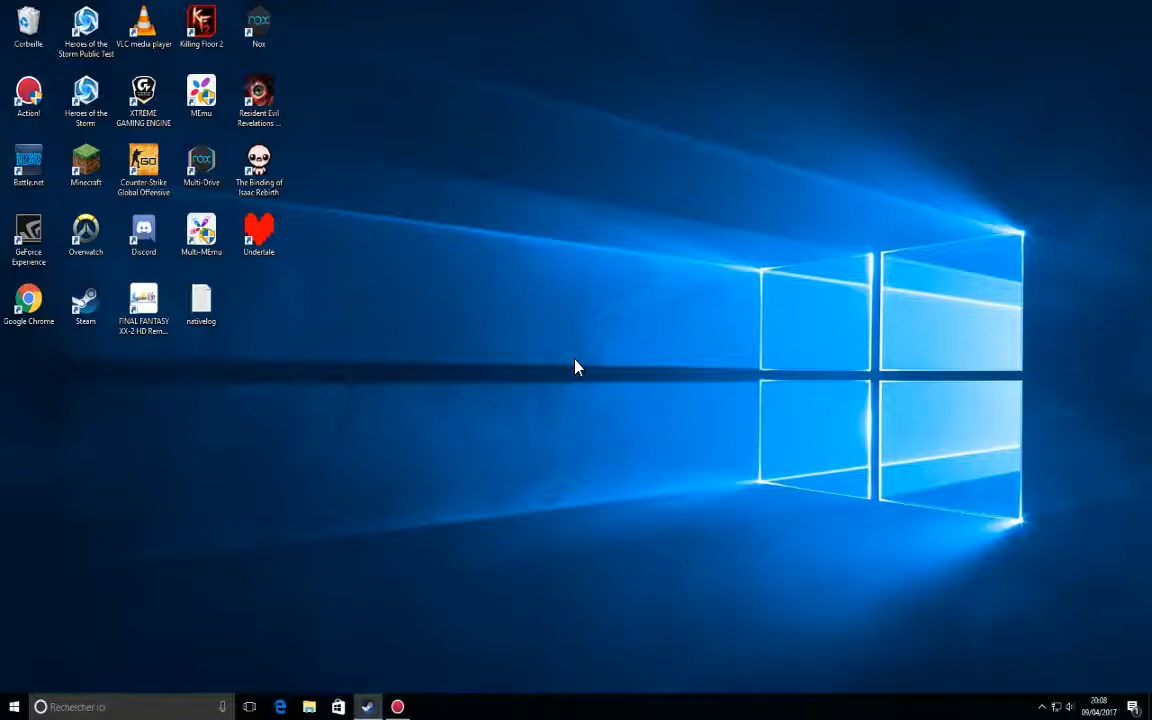 Corbeille
Heroes of the
Storm Public Test
VLC media player
Killing Floor 2
Nox
Action!
Heroes of the
Storm
XTREME
GAMING ENGINE
MEmu
Resident Evil
Revelations ...
Battle.net
Minecraft
Counter-Strike
Global Offensive
Multi-Drive
The Binding of
Isaac Rebirth
GeForce
Experience
Overwatch
Discord
Multi-MEmu
Undertale
Google Chrome
Steam
FINAL FANTASY
XX-2 HD Rem...
nativelog
Rechercher ici
20:08
09/04/2017